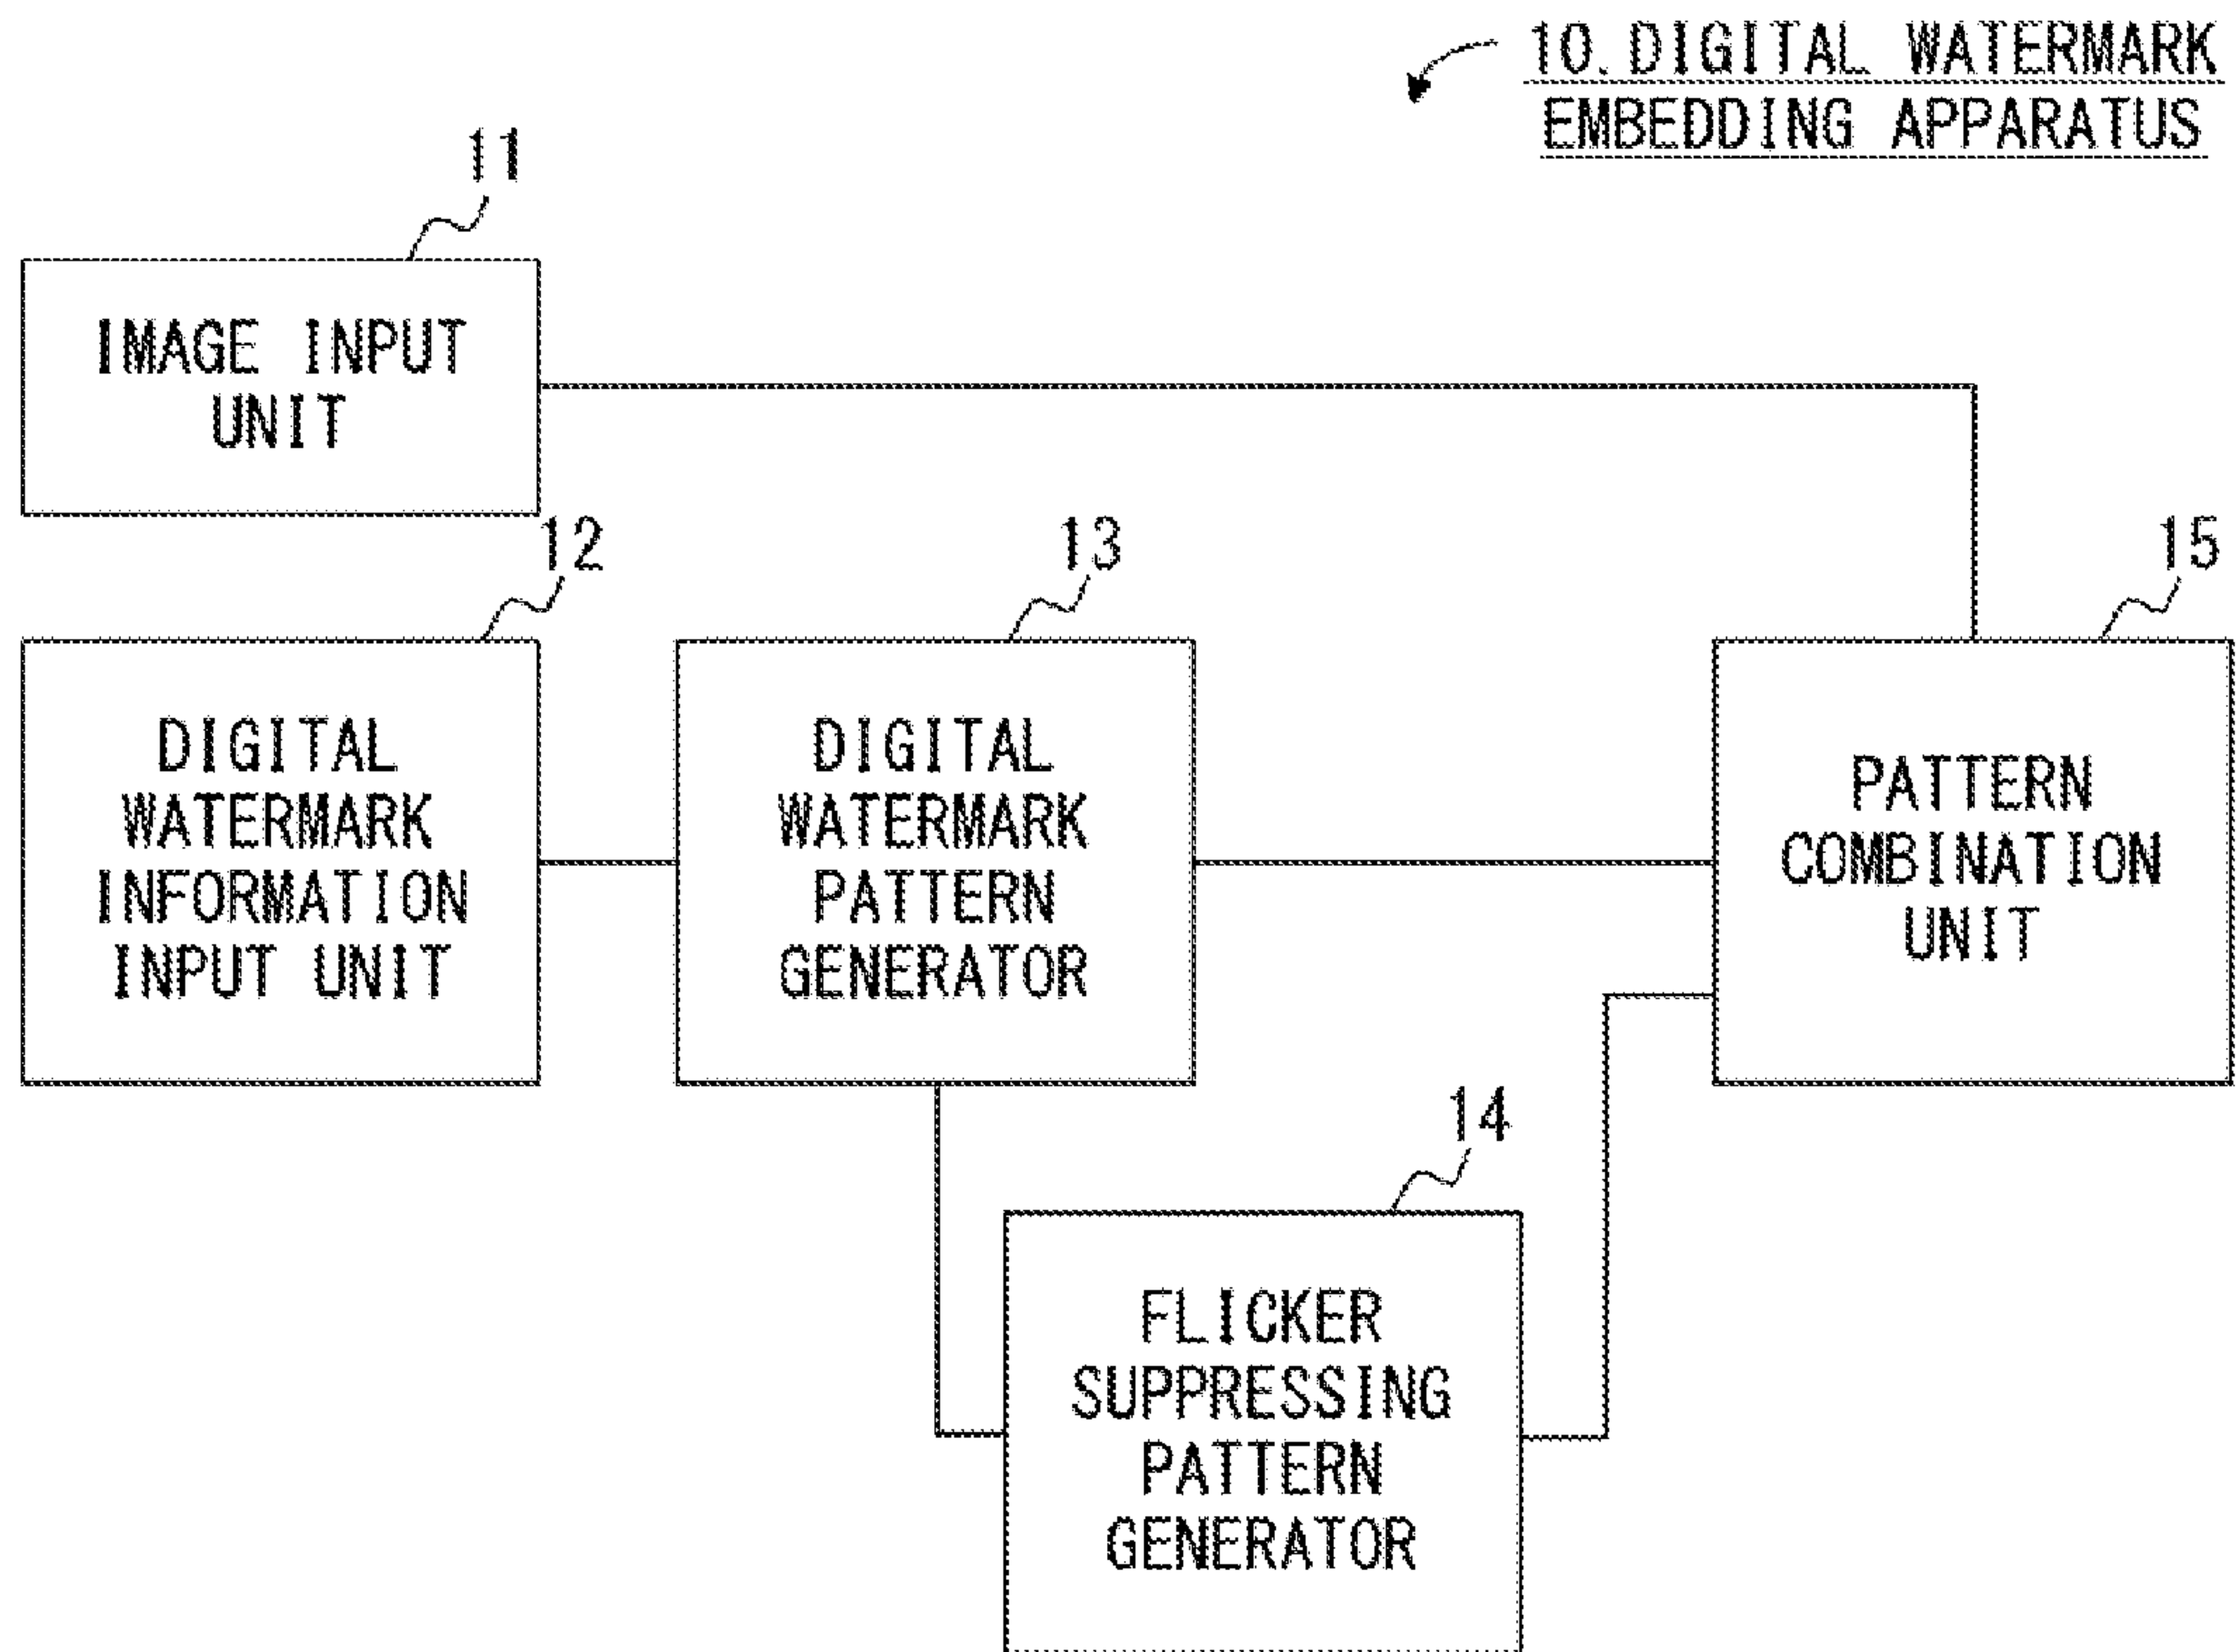 10. DIGITAL WATERMARK
EMBEDDING APPARATUS
11
IMAGE INPUT
UNIT
12
DIGITAL
WATERMARK
INFORMATION
INPUT UNIT
13
DIGITAL
WATERMARK
PATTERN
GENERATOR
15
PATTERN
COMBINATION
UNIT
14
FLICKER
SUPPRESSING
PATTERN
GENERATOR